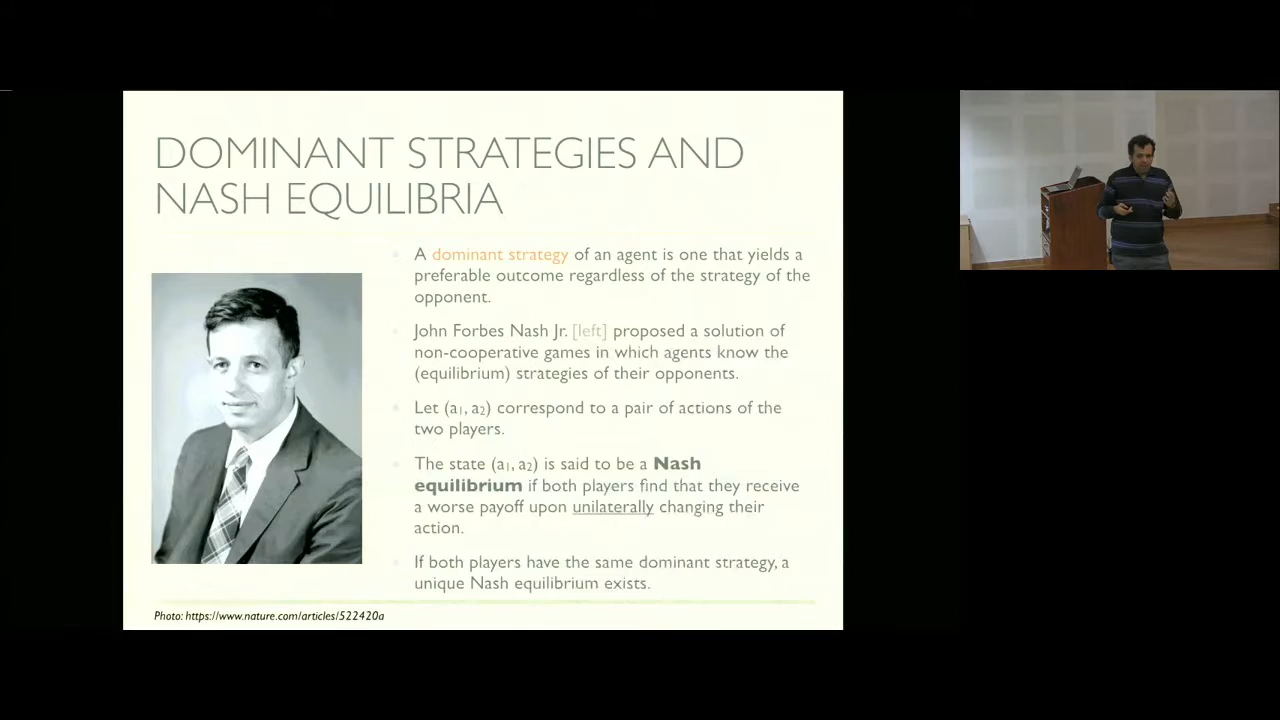 DOMINANT STRATEGIES AND
NASH EQUILIBRIA
A dominant strategy of an agent is one that yields a
preferable outcome regardless of the strategy of the
opponent.
John Forbes Nash Jr. [left] proposed a solution of
non-cooperative games in which agents know the
(equilibrium) strategies of their opponents.
Let (a₁, a₂) correspond to a pair of actions of the
two players.
The state (a₁, a₂) is said to be a Nash
equilibrium if both players find that they receive
a worse payoff upon unilaterally changing their
action.
If both players have the same dominant strategy, a
unique Nash equilibrium exists.
Photo: https://www.nature.com/articles/522420a